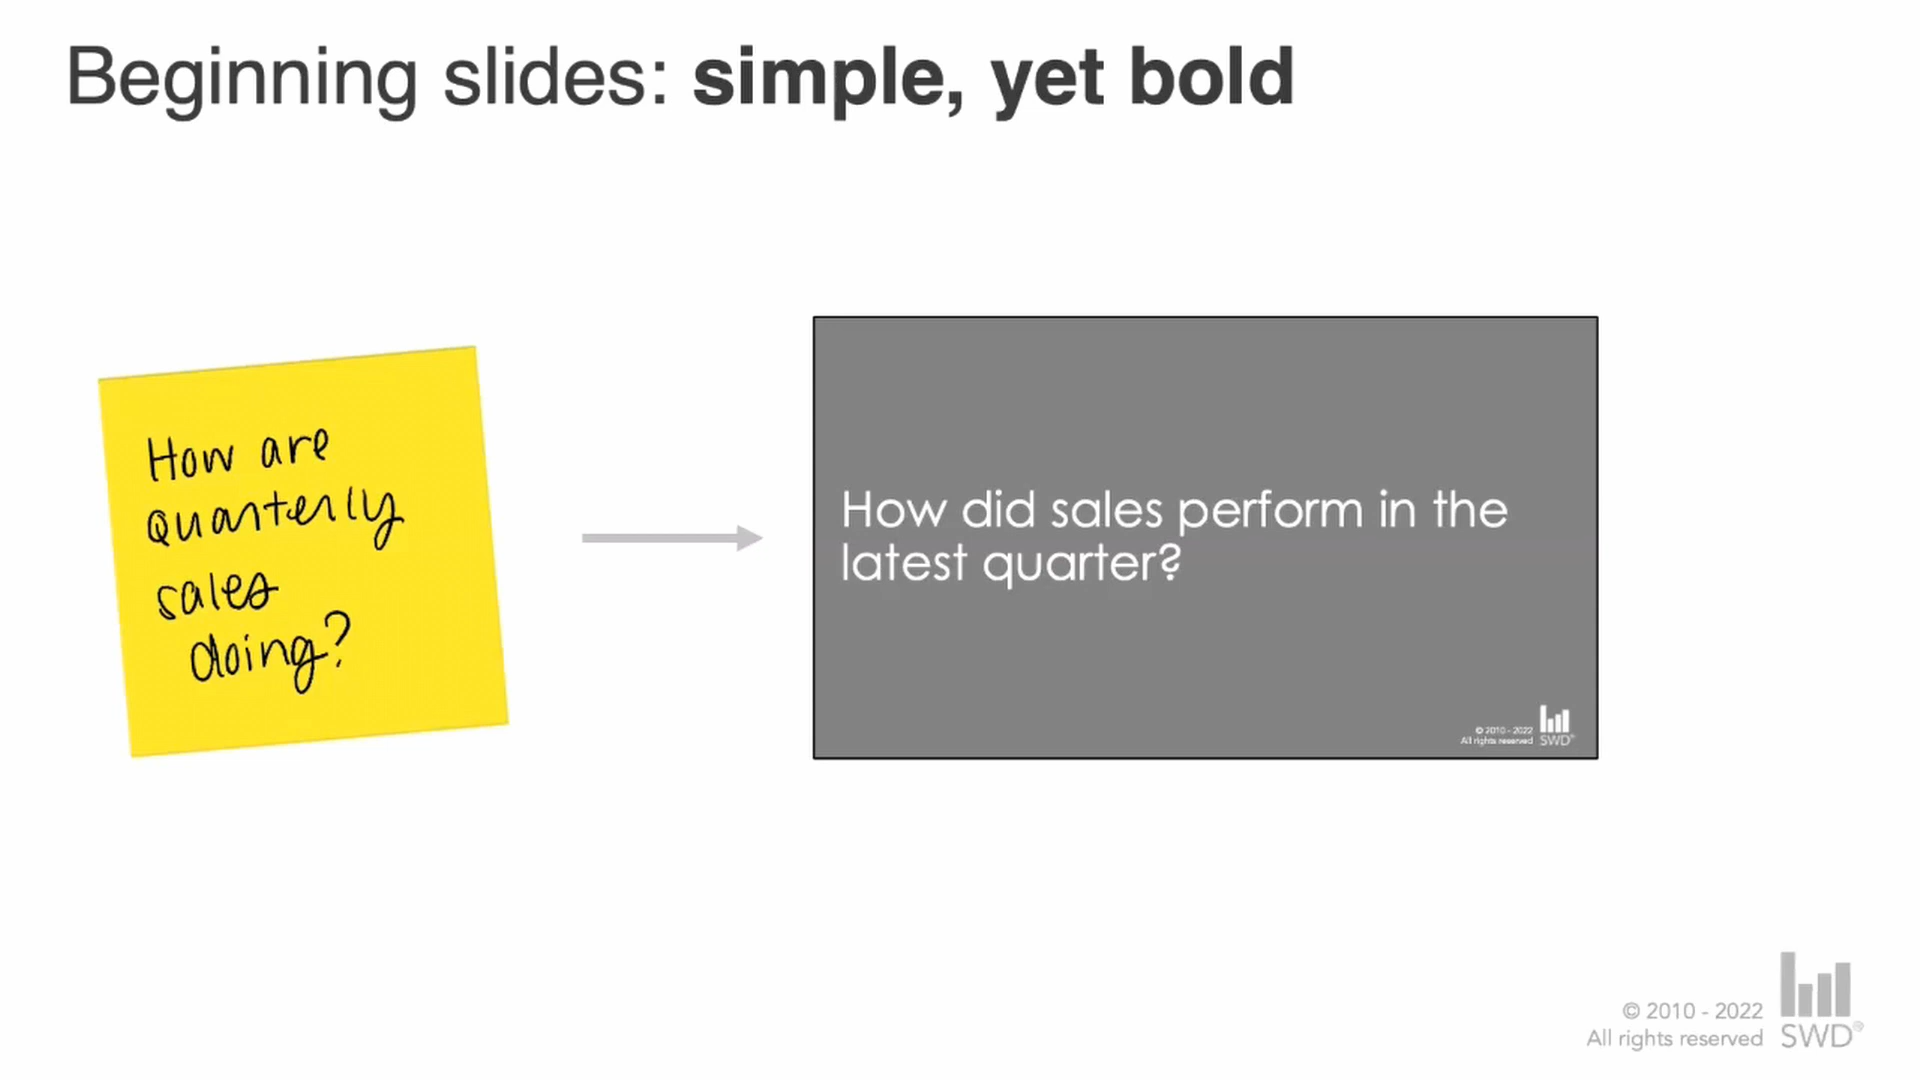 Beginning slides: simple, yet bold
How are
quarterly
sales
doing?
How did sales perform in the
latest quarter?
© 2010 - 2022
All rights reserved
SWD®
© 2010 - 2022
All rights reserved
SWD®